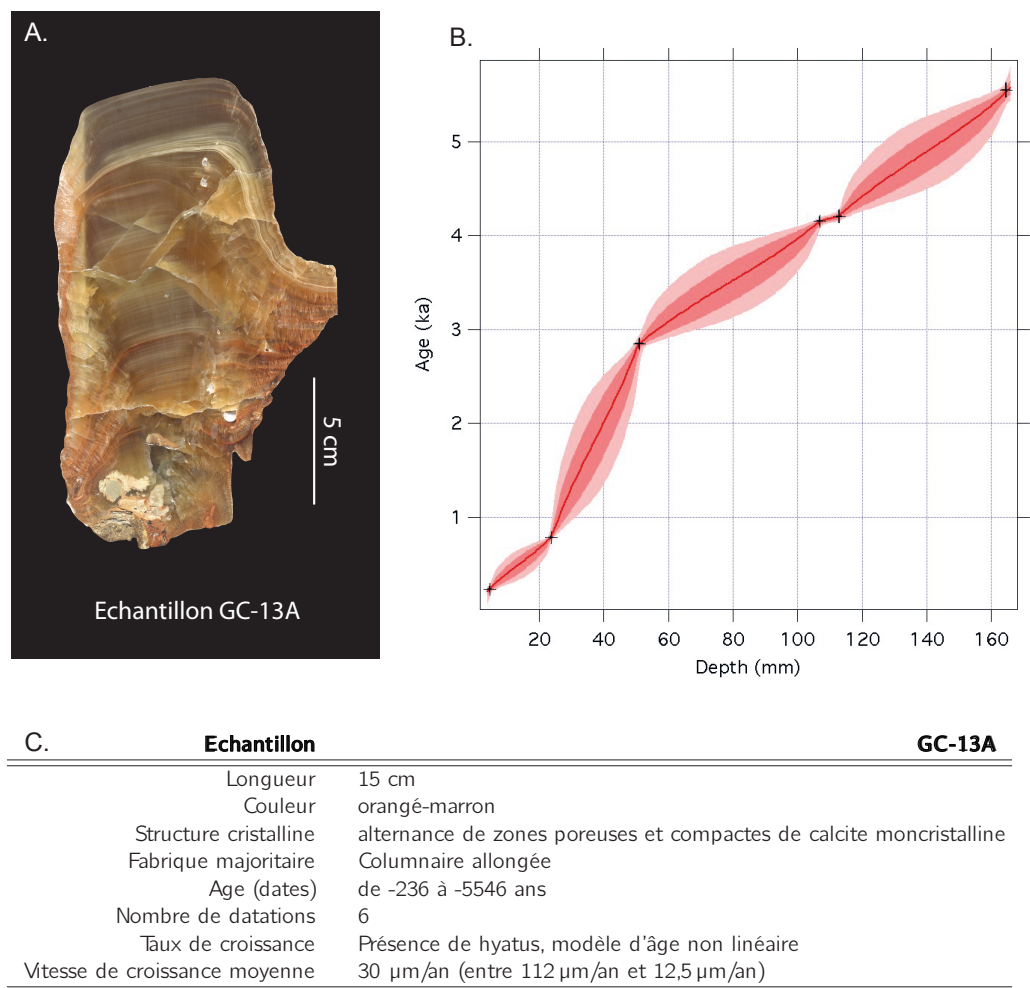 A.
5 cm
Echantillon GC-13A
B.
5
4
3
2
1
Age (ka)
20 40 60 80 100 120 140 160
Depth (mm)
C. Echantillon GC-13A
Longueur 15 cm
Couleur orangé-marron
Structure cristalline alternance de zones poreuses et compactes de calcite moncristalline
Fabrique majoritaire Columnaire allongée
Age (dates) de -236 à -5546 ans
Nombre de datations 6
Taux de croissance Présence de hyatus, modèle d'âge non linéaire
Vitesse de croissance moyenne 30 µm/an (entre 112 µm/an et 12,5 µm/an)